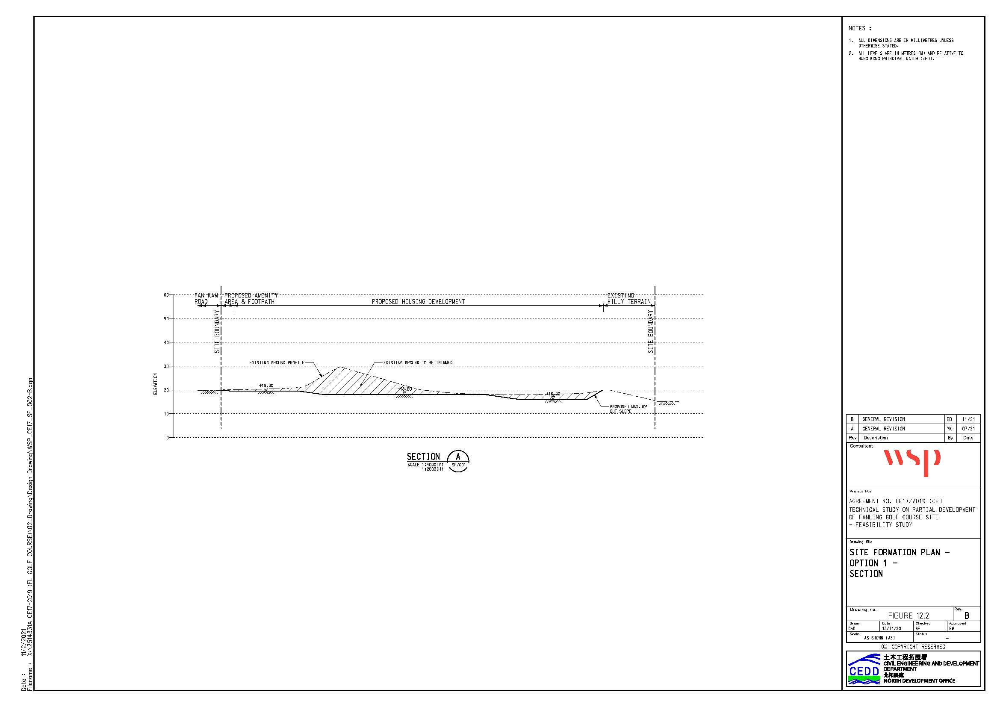 NOTES :
1. ALL DIMENSIONS ARE IN MILLIMETRES UNLESS
OTHERWISE STATED.
2. ALL LEVELS ARE IN METRES (M) AND RELATIVE TO
HONG KONG PRINCIPAL DATUM (mPD).
60
50
40
30
20
10
0
ELEVATION
FAN KAM
ROAD
PROPOSED AMENITY
AREA & FOOTPATH
PROPOSED HOUSING DEVELOPMENT
EXISTING
HILLY TERRAIN
SITE BOUNDARY
SITE BOUNDARY
EXISTING GROUND PROFILE
EXISTING GROUND TO BE TRIMMED
+19.00
+18.00
+16.00
PROPOSED MAX.30°
CUT SLOPE
SECTION A
SCALE 1:4000(V) SF/001
1:2000(H)
B GENERAL REVISION ED 11/21
A GENERAL REVISION YK 07/21
Rev Description By Date
Consultant
wsp
Project title
AGREEMENT NO. CE17/2019 (CE)
TECHNICAL STUDY ON PARTIAL DEVELOPMENT
OF FANLING GOLF COURSE SITE
- FEASIBILITY STUDY
Drawing title
SITE FORMATION PLAN -
OPTION 1 -
SECTION
Drawing no. Rev.
FIGURE 12.2 B
Drawn Date Checked Approved
CAD 13/11/20 SF EW
Scale Status
AS SHOWN (A3) -
© COPYRIGHT RESERVED
CEDD
土木工程拓展署
CIVIL ENGINEERING AND DEVELOPMENT
DEPARTMENT
北拓展處
NORTH DEVELOPMENT OFFICE
Date : 11/2/2021
Filename : X:\2514331A CE17-2019 (FL GOLF COURSE)\02_Drawing\Design Drawing\WSP_CE17_SF_002-B.dgn